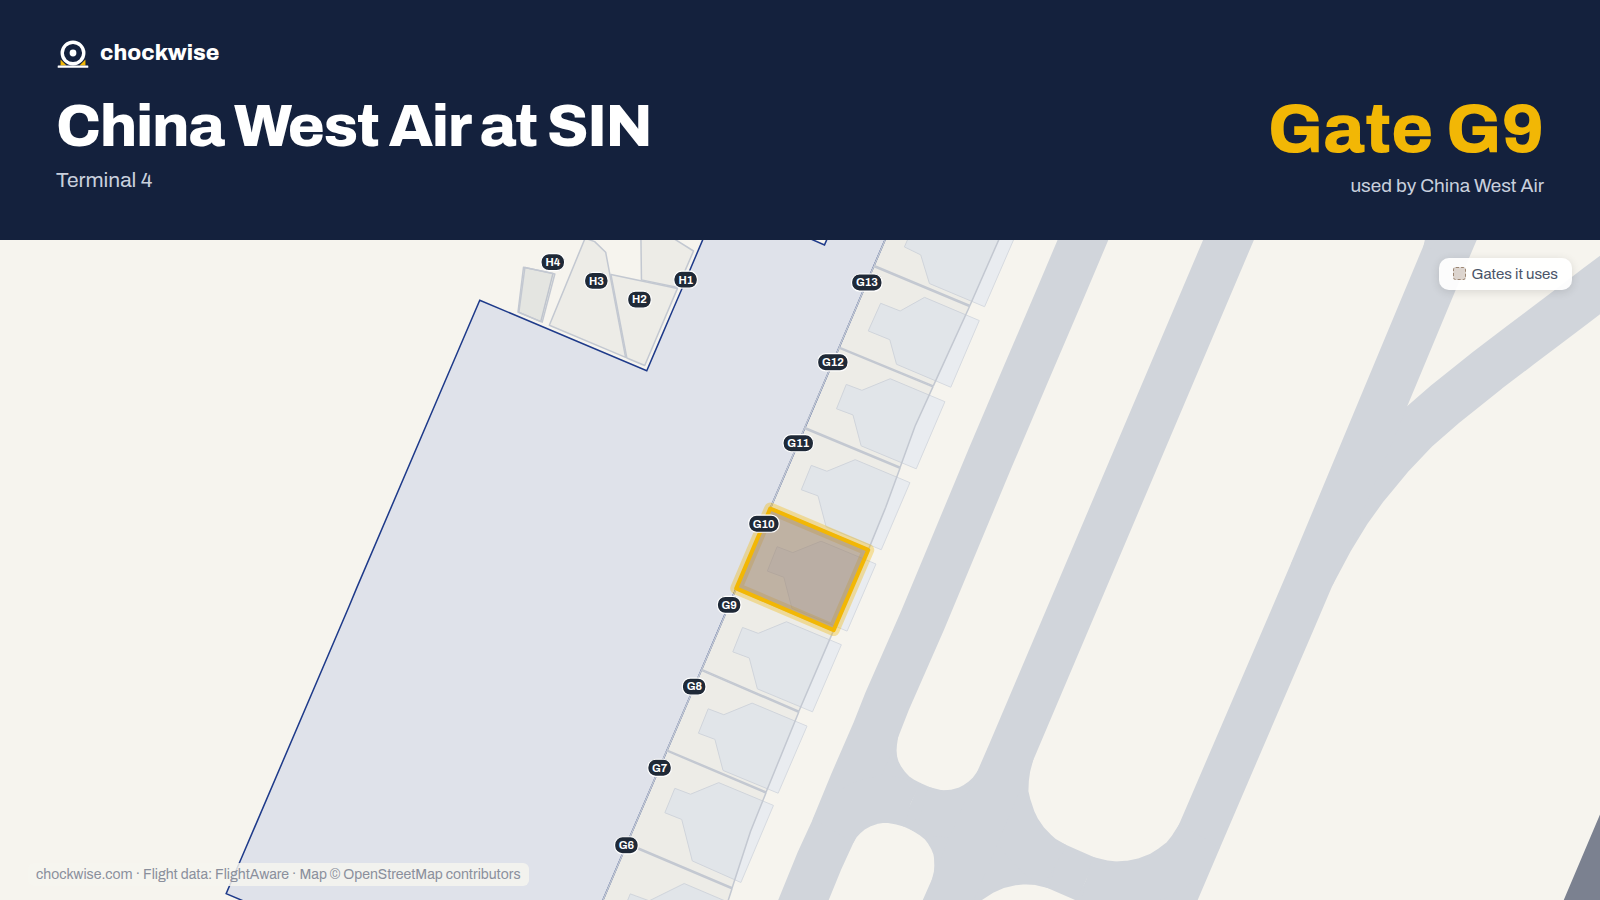 chockwise
China West Air at SIN
Terminal 4
Gate G9
used by China West Air
Gates it uses
H4
H3
H2
H1
G13
G12
G11
G10
G9
G8
G7
G6
chockwise.com · Flight data: FlightAware · Map © OpenStreetMap contributors